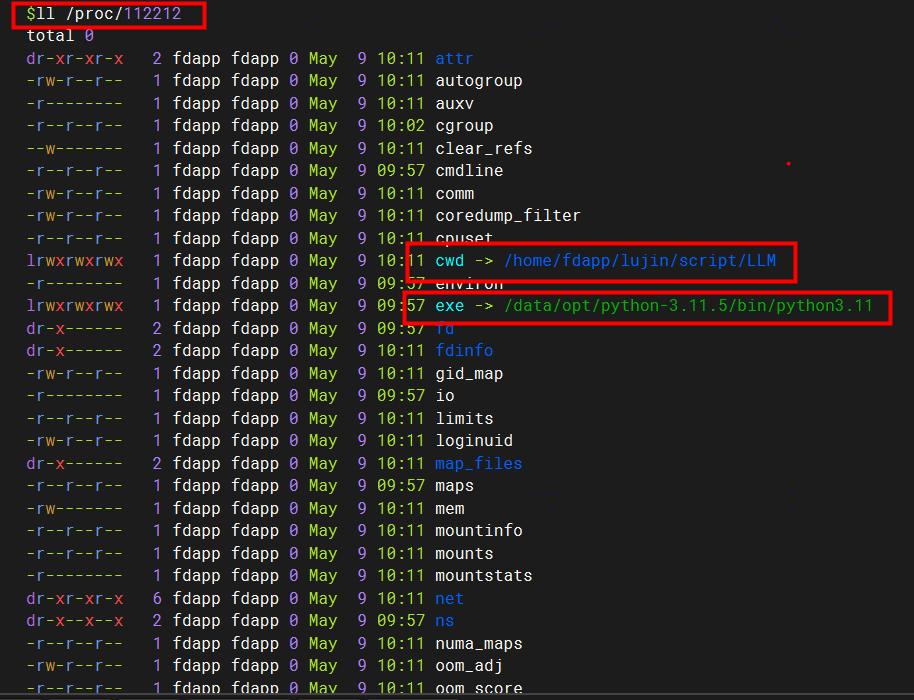 $ll /proc/112212
total 0
dr-xr-xr-x 2 fdapp fdapp 0 May 9 10:11 attr
-rw-r--r-- 1 fdapp fdapp 0 May 9 10:11 autogroup
-r-------- 1 fdapp fdapp 0 May 9 10:11 auxv
-r--r--r-- 1 fdapp fdapp 0 May 9 10:02 cgroup
--w------- 1 fdapp fdapp 0 May 9 10:11 clear_refs
-r--r--r-- 1 fdapp fdapp 0 May 9 09:57 cmdline
-rw-r--r-- 1 fdapp fdapp 0 May 9 10:11 comm
-rw-r--r-- 1 fdapp fdapp 0 May 9 10:11 coredump_filter
-r--r--r-- 1 fdapp fdapp 0 May 9 10:11 cpuset
lrwxrwxrwx 1 fdapp fdapp 0 May 9 10:11 cwd -> /home/fdapp/lujin/script/LLM
-r-------- 1 fdapp fdapp 0 May 9 09:57 environ
lrwxrwxrwx 1 fdapp fdapp 0 May 9 09:57 exe -> /data/opt/python-3.11.5/bin/python3.11
dr-x------ 2 fdapp fdapp 0 May 9 09:57 fd
dr-x------ 2 fdapp fdapp 0 May 9 10:11 fdinfo
-rw-r--r-- 1 fdapp fdapp 0 May 9 10:11 gid_map
-r-------- 1 fdapp fdapp 0 May 9 09:57 io
-r--r--r-- 1 fdapp fdapp 0 May 9 10:11 limits
-rw-r--r-- 1 fdapp fdapp 0 May 9 10:11 loginuid
dr-x------ 2 fdapp fdapp 0 May 9 10:11 map_files
-r--r--r-- 1 fdapp fdapp 0 May 9 09:57 maps
-rw------- 1 fdapp fdapp 0 May 9 10:11 mem
-r--r--r-- 1 fdapp fdapp 0 May 9 10:11 mountinfo
-r--r--r-- 1 fdapp fdapp 0 May 9 10:11 mounts
-r-------- 1 fdapp fdapp 0 May 9 10:11 mountstats
dr-xr-xr-x 6 fdapp fdapp 0 May 9 10:11 net
dr-x--x--x 2 fdapp fdapp 0 May 9 09:57 ns
-r--r--r-- 1 fdapp fdapp 0 May 9 10:11 numa_maps
-rw-r--r-- 1 fdapp fdapp 0 May 9 10:11 oom_adj
-r--r--r-- 1 fdapp fdapp 0 May 9 10:11 oom_score